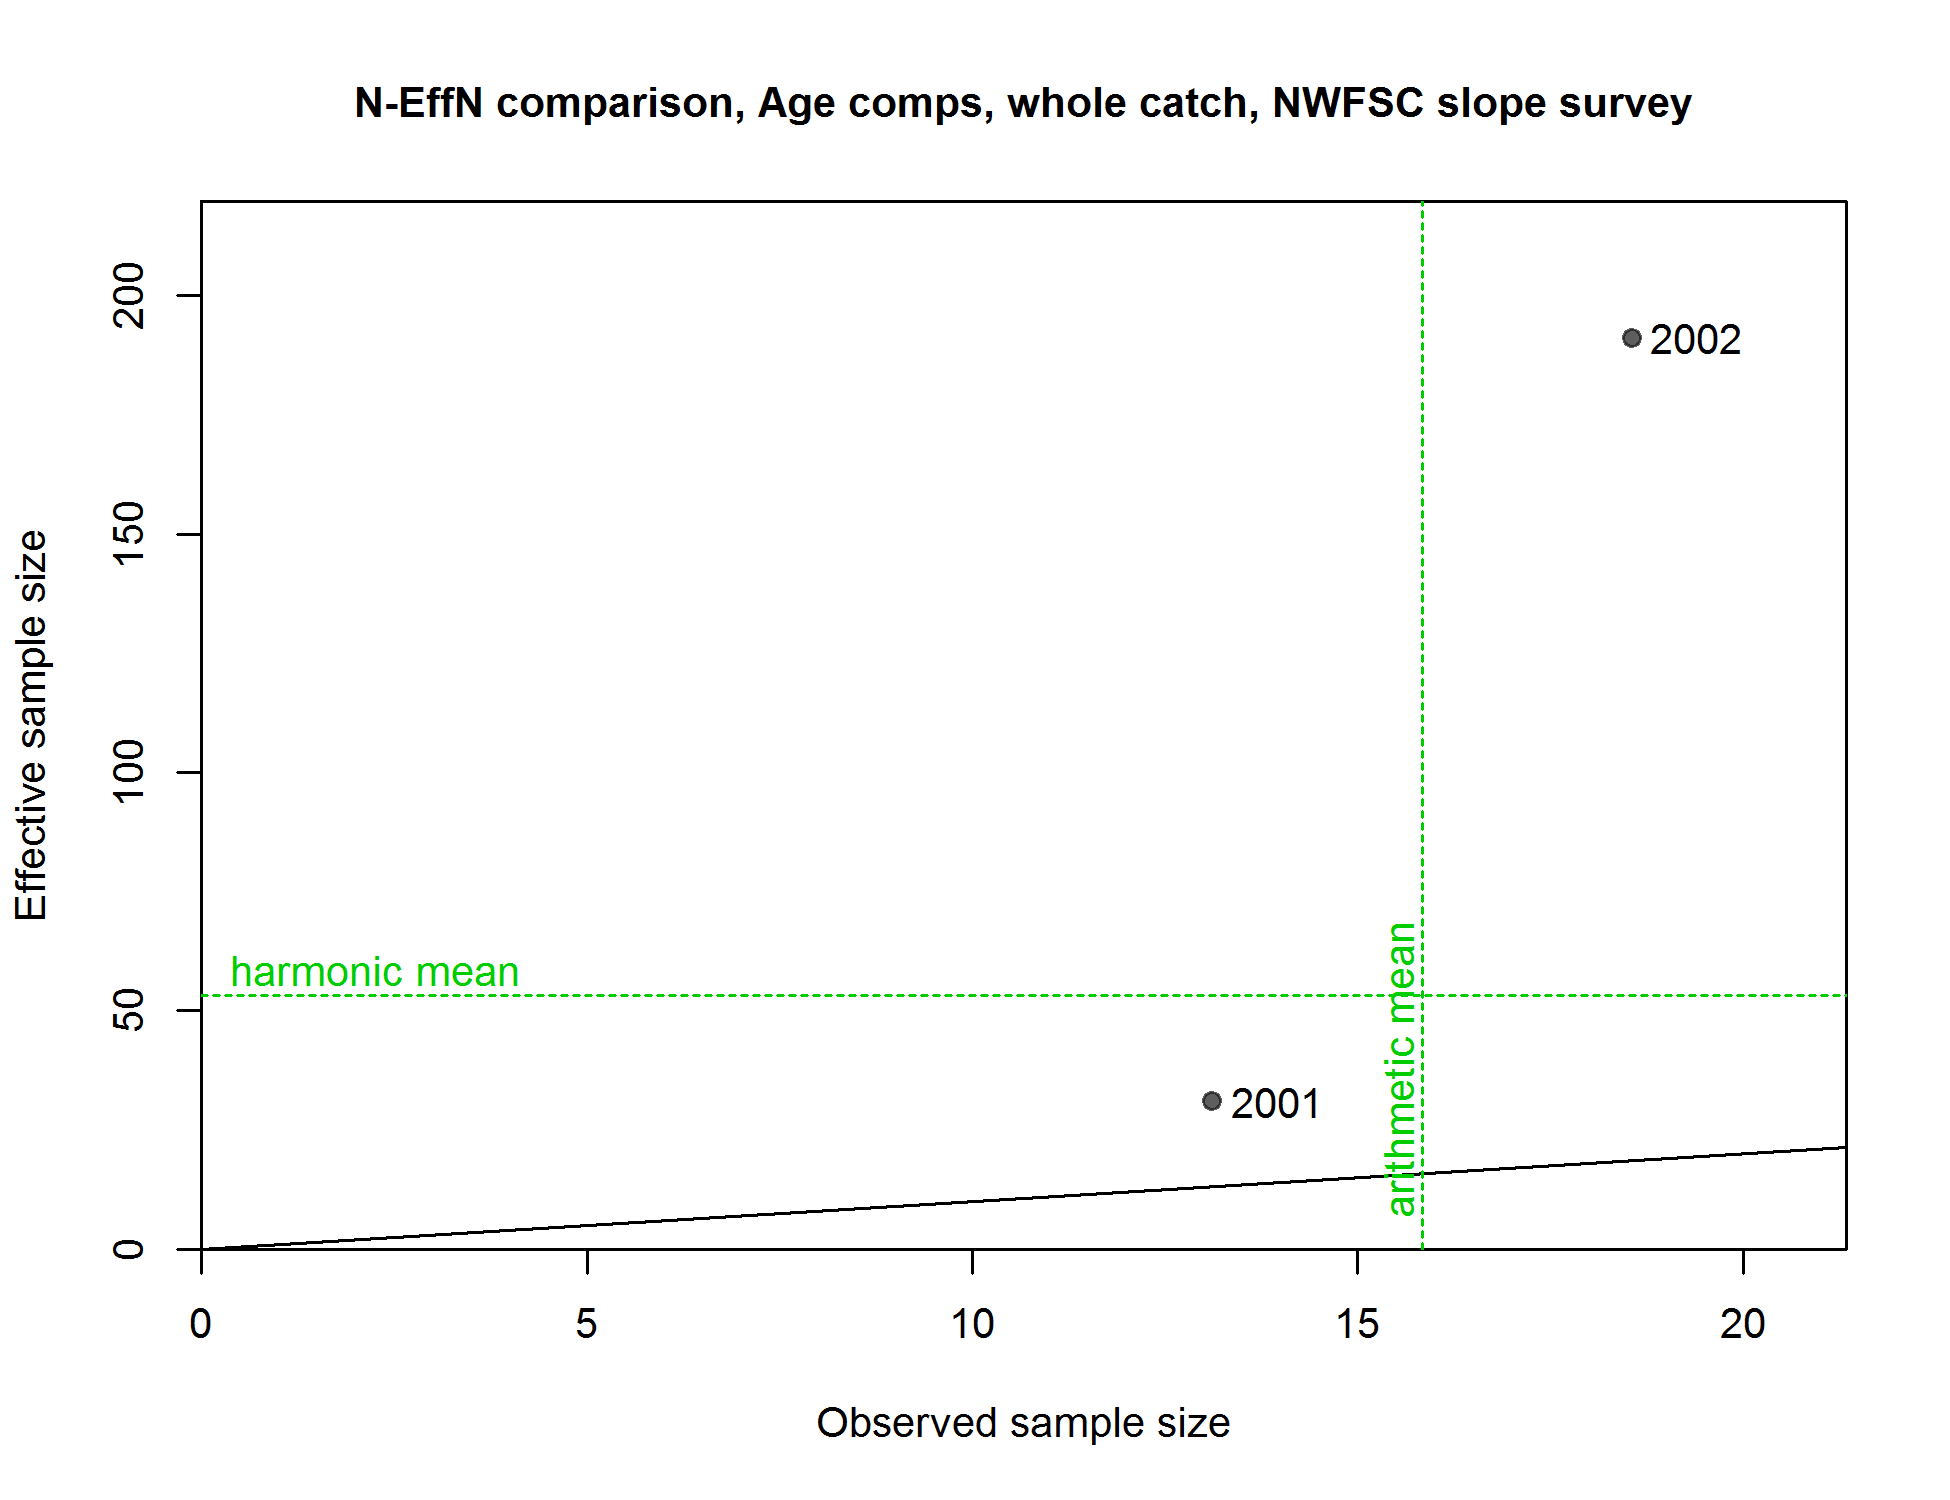 N-EffN comparison, Age comps, whole catch, NWFSC slope survey
Effective sample size
200
150
100
50
0
2002
harmonic mean
arithmetic mean
2001
0 5 10 15 20
Observed sample size